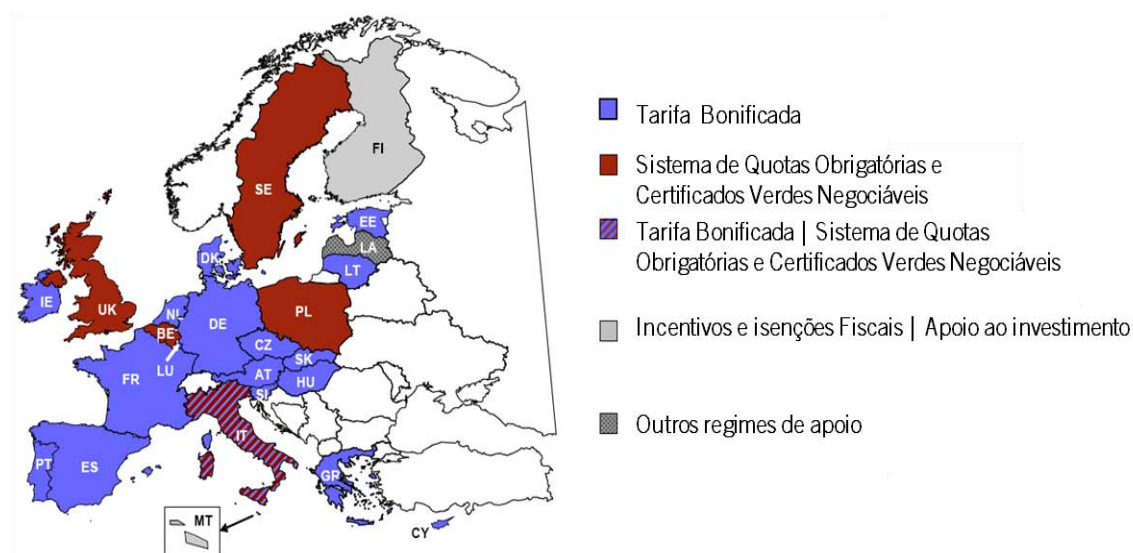 FI
SE
EE
LA
LT
DK
IE
UK
NL
BE
DE
PL
LU
CZ
SK
FR
AT
HU
SI
IT
PT
ES
GR
MT
CY
Tarifa Bonificada
Sistema de Quotas Obrigatórias e
Certificados Verdes Negociáveis
Tarifa Bonificada | Sistema de Quotas
Obrigatórias e Certificados Verdes Negociáveis
Incentivos e isenções Fiscais | Apoio ao investimento
Outros regimes de apoio